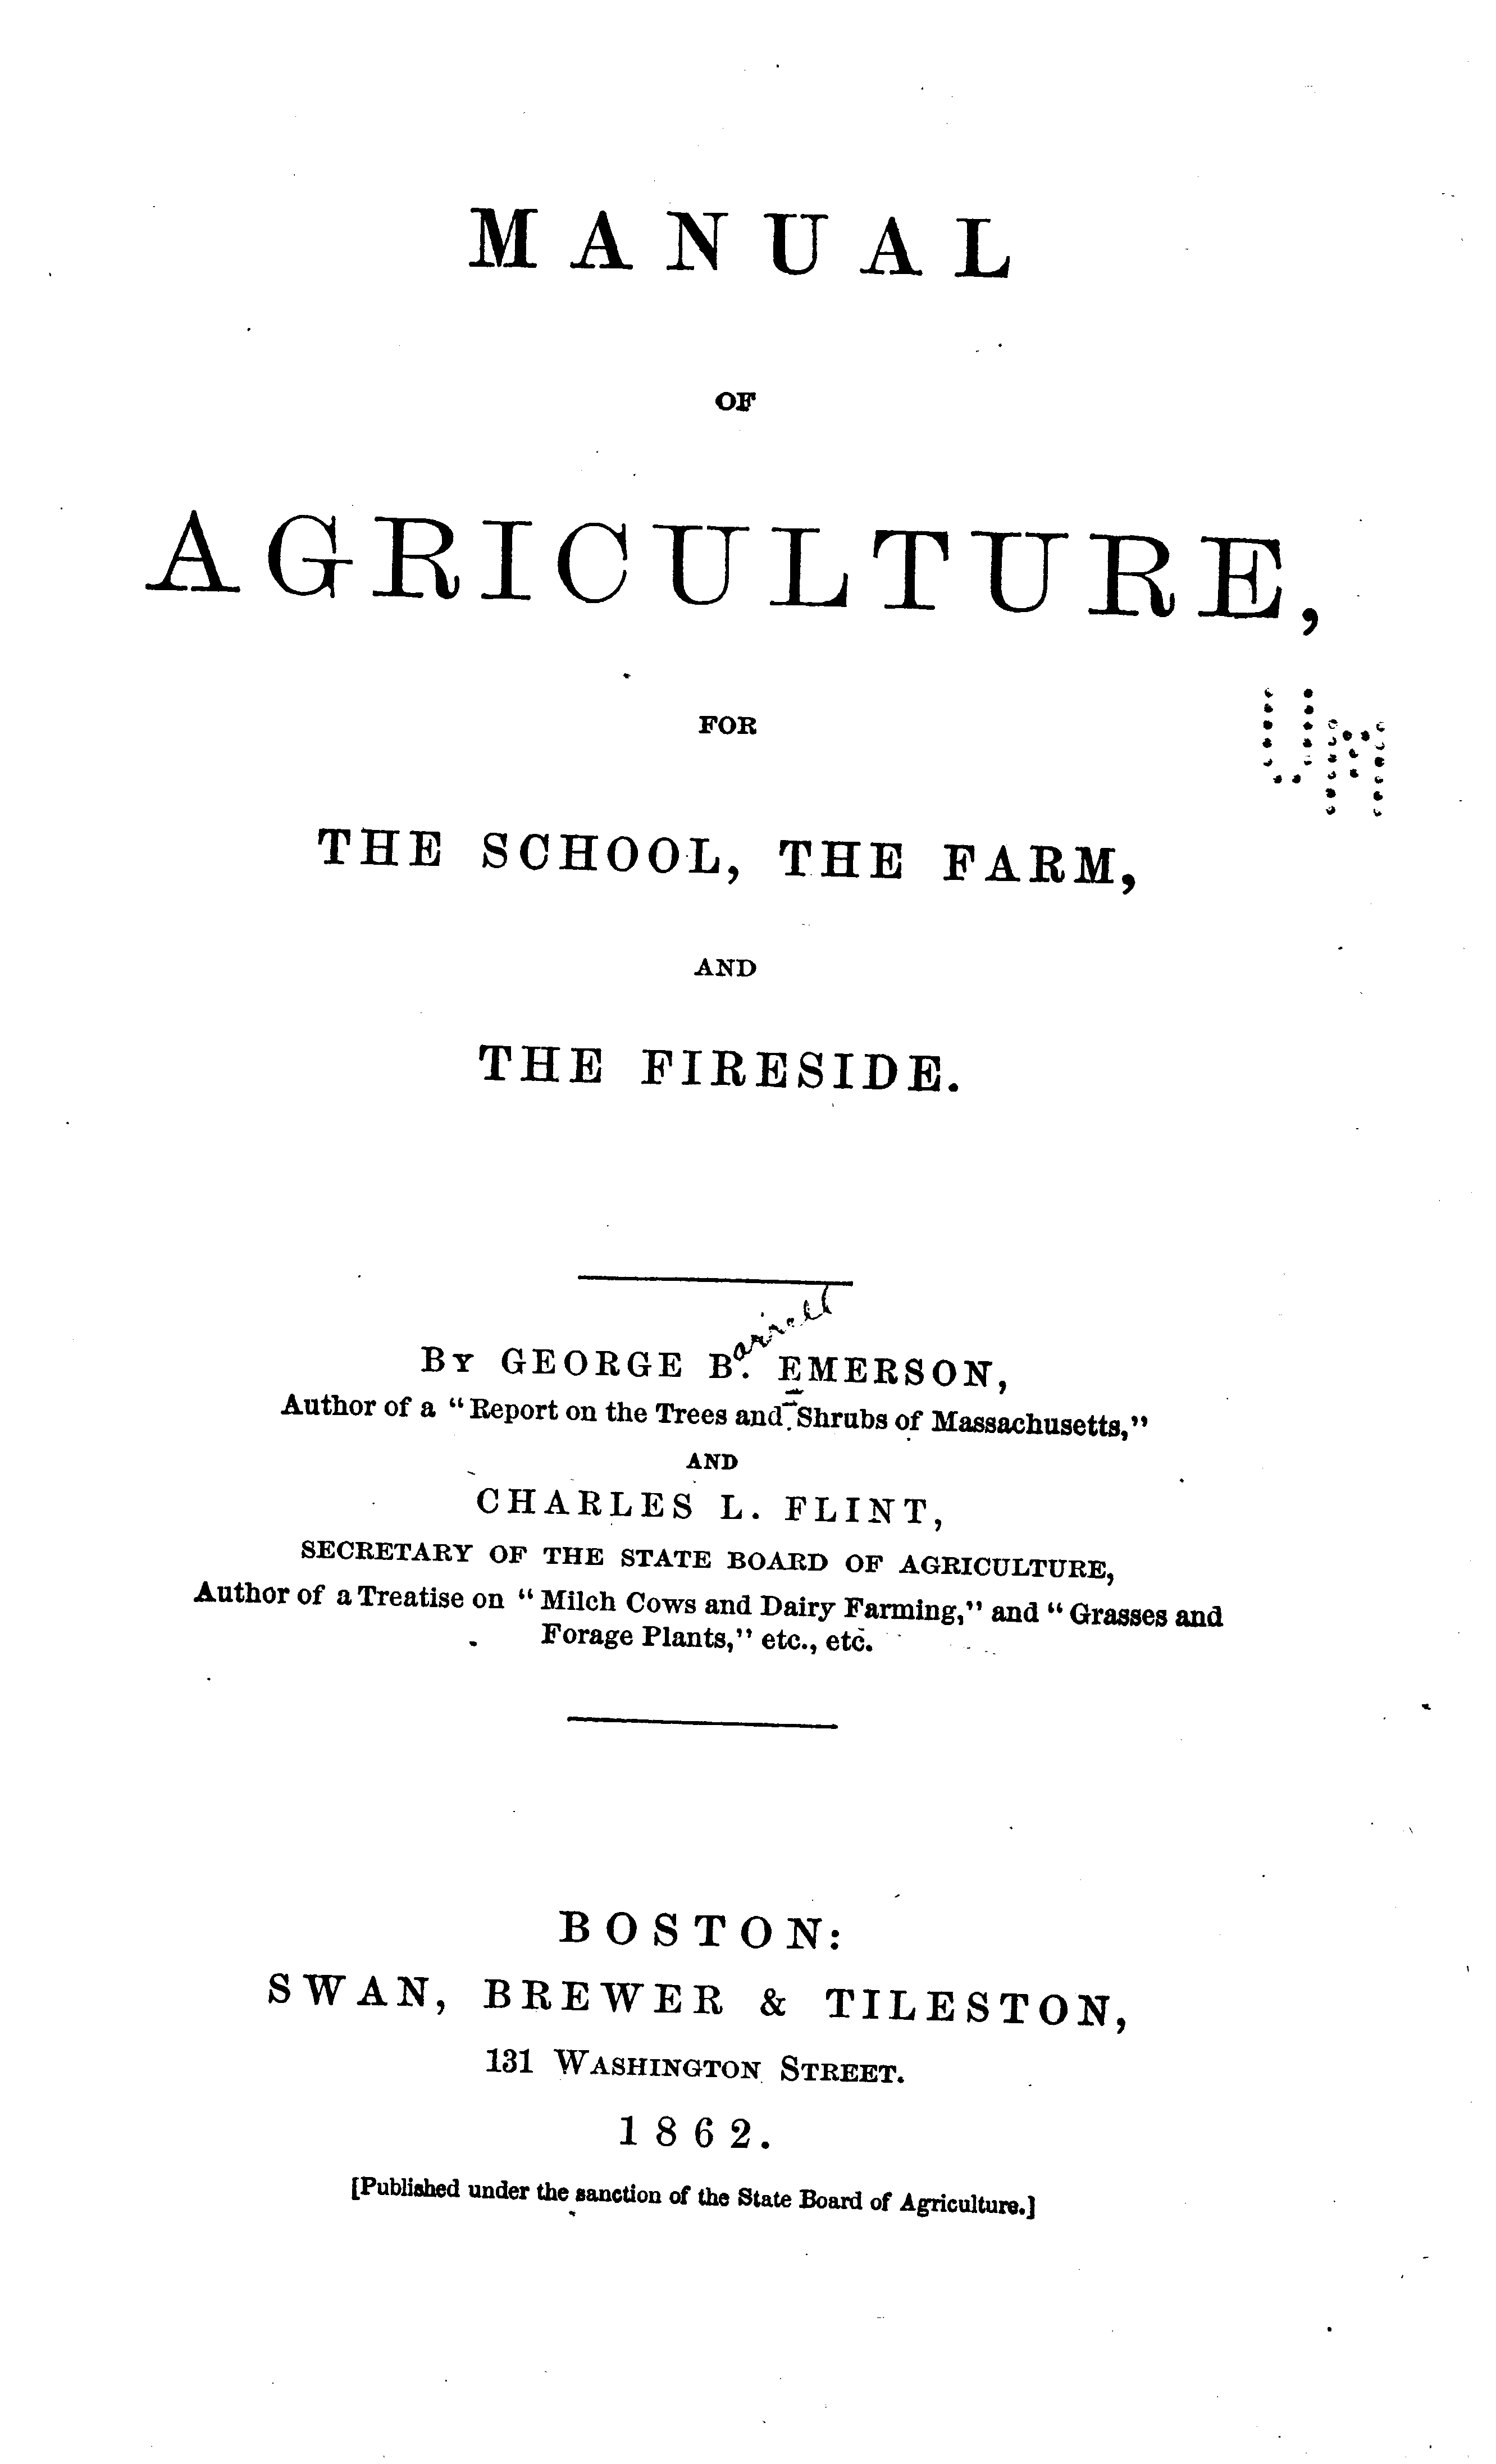 MANUAL
OF
AGRICULTURE,
UM
FOR
THE SCHOOL, THE FARM,
AND
THE FIRESIDE.
arrell
BY GEORGE B. EMERSON,
Author of a "Report on the Trees and Shrubs of Massachusetts,"
AND
CHARLES L. FLINT,
SECRETARY OF THE STATE BOARD OF AGRICULTURE,
Author of a Treatise on "Milch Cows and Dairy Farming," and "Grasses and
Forage Plants," etc., etc.
BOSTON:
SWAN, BREWER & TILESTON,
131 WASHINGTON STREET.
1862.
[Published under the sanction of the State Board of Agriculture.]